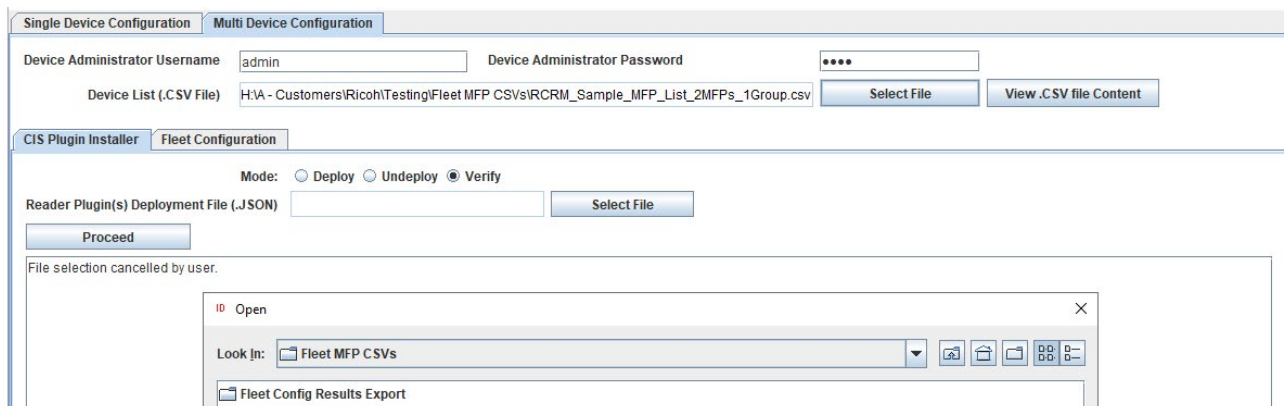 Single Device Configuration Multi Device Configuration
Device Administrator Username admin Device Administrator Password ••••
Device List (.CSV File) H:\A - Customers\Ricoh\Testing\Fleet MFP CSVs\RCRM_Sample_MFP_List_2MFPs_1Group.csv Select File View .CSV file Content
CIS Plugin Installer Fleet Configuration
Mode: Deploy Undeploy Verify
Reader Plugin(s) Deployment File (.JSON) Select File
Proceed
File selection cancelled by user.
ID Open
Look In: Fleet MFP CSVs
Fleet Config Results Export